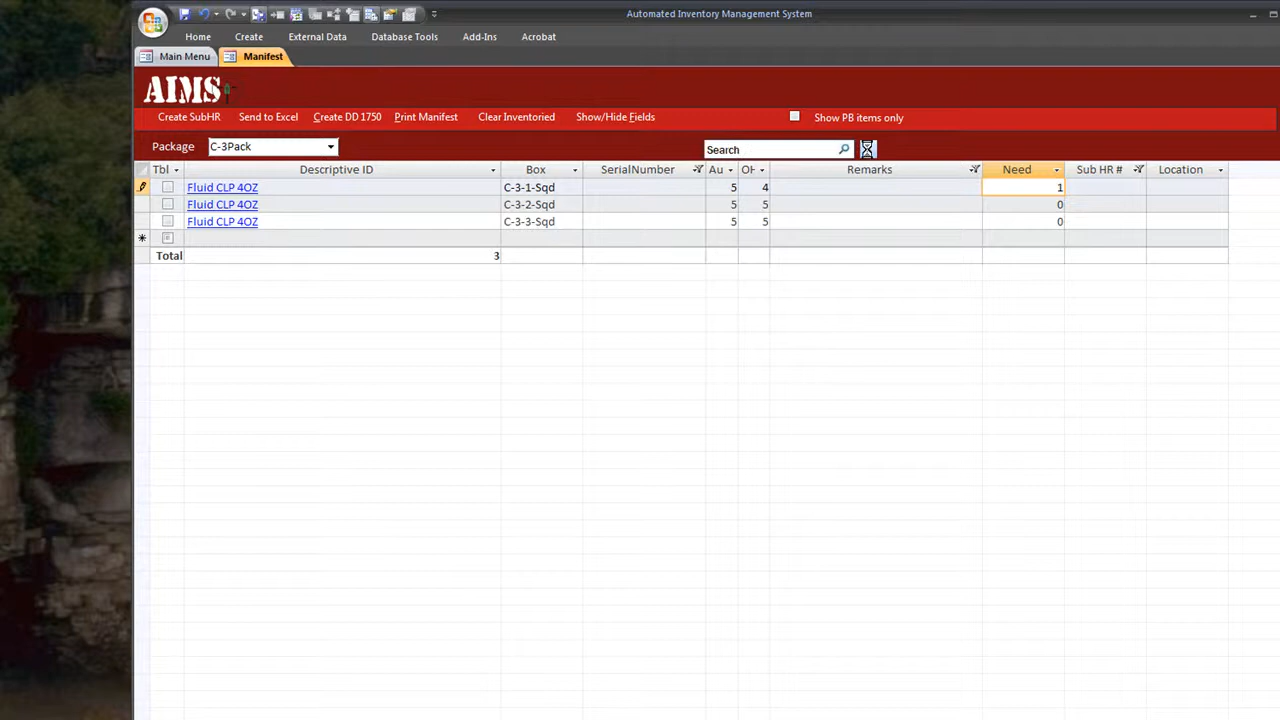 Automated Inventory Management System
Home Create External Data Database Tools Add-Ins Acrobat
Main Menu Manifest
AIMS
Create SubHR Send to Excel Create DD 1750 Print Manifest Clear Inventoried Show/Hide Fields Show PB items only
Package C-3Pack Search
Tbl Descriptive ID Box SerialNumber Au OH Remarks Need Sub HR # Location
Fluid CLP 4OZ C-3-1-Sqd 5 4 1
Fluid CLP 4OZ C-3-2-Sqd 5 5 0
Fluid CLP 4OZ C-3-3-Sqd 5 5 0
Total 3